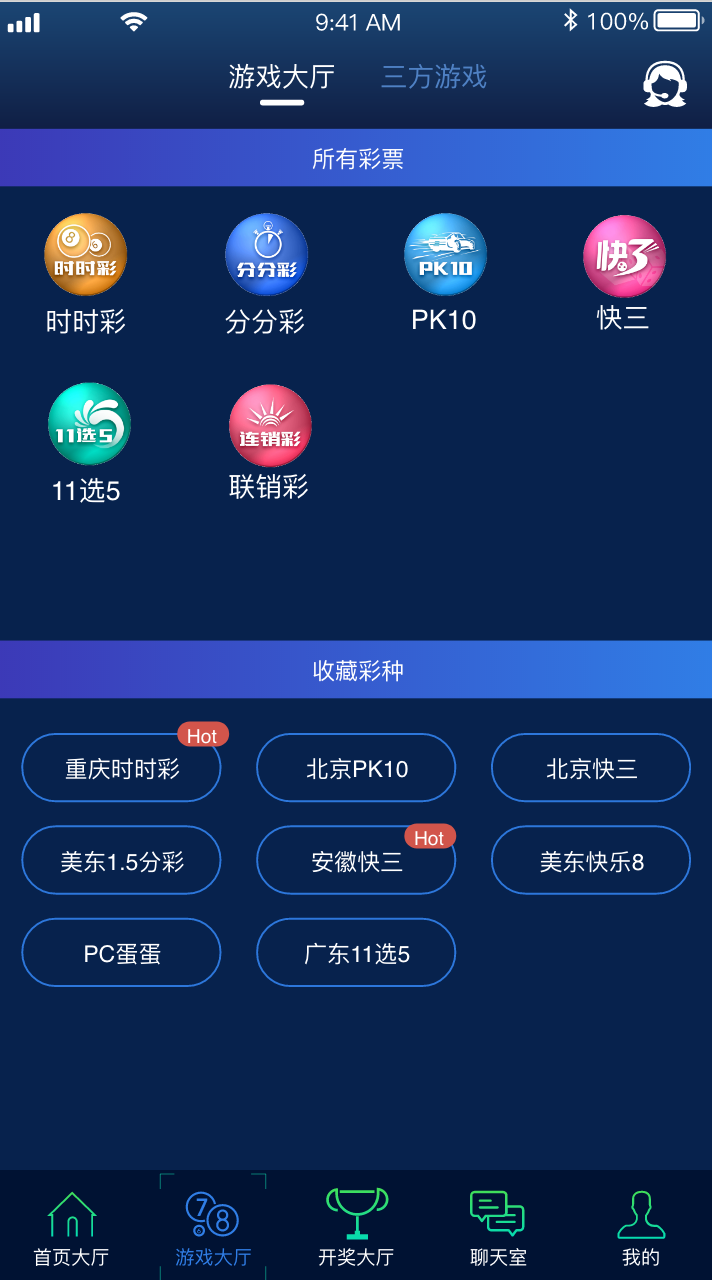 9:41 AM 100%
游戏大厅 三方游戏
所有彩票
时时彩 分分彩 PK10 快3
时时彩 分分彩 PK10 快三
11选5 连销彩
11选5 联销彩
收藏彩种
Hot
重庆时时彩 北京PK10 北京快三
Hot
美东1.5分彩 安徽快三 美东快乐8
PC蛋蛋 广东11选5
7 8 6
首页大厅 游戏大厅 开奖大厅 聊天室 我的